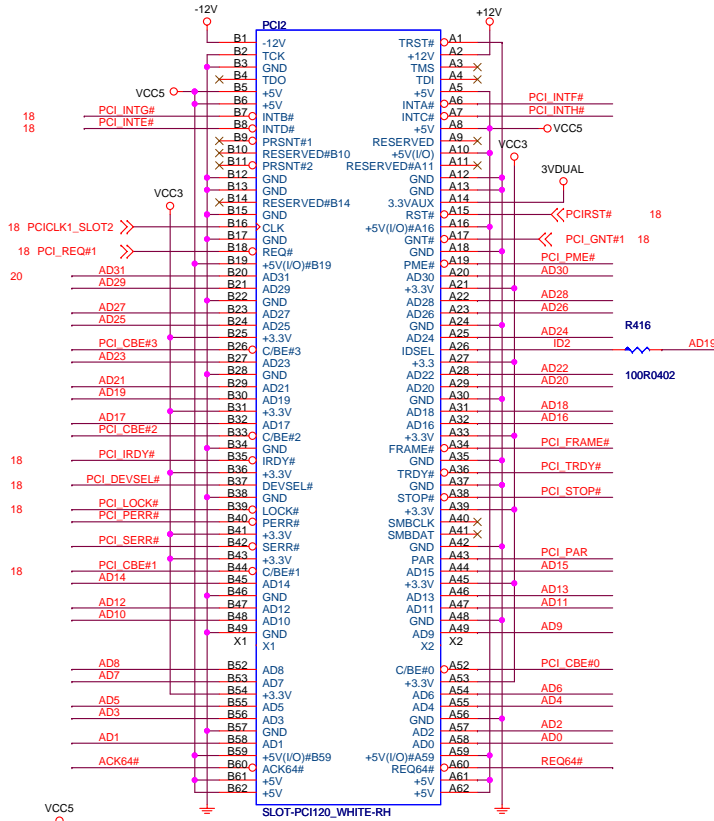 -12V
+12V
PCI2
B1 -12V TRST# A1
B2 TCK +12V A2
B3 GND TMS A3
B4 TDO TDI A4
VCC5 B5 +5V +5V A5
B6 +5V INTA# A6 PCI_INTF#
18 PCI_INTG# B7 INTB# INTC# A7 PCI_INTH#
18 PCI_INTE# B8 INTD# +5V A8 VCC5
B9 PRSNT#1 RESERVED A9
B10 RESERVED#B10 +5V(I/O) A10
VCC3
B11 PRSNT#2 RESERVED#A11 A11
B12 GND GND A12
B13 GND GND A13
3VDUAL
B14 RESERVED#B14 3.3VAUX A14
VCC3
B15 GND RST# A15 PCIRST# 18
18 PCICLK1_SLOT2 B16 CLK +5V(I/O)#A16 A16
B17 GND GNT# A17 PCI_GNT#1 18
18 PCI_REQ#1 B18 REQ# GND A18
B19 +5V(I/O)#B19 PME# A19 PCI_PME#
20 AD31 B20 AD31 AD30 A20 AD30
AD29 B21 AD29 +3.3V A21
B22 GND AD28 A22 AD28
AD27 B23 AD27 AD26 A23 AD26
AD25 B24 AD25 GND A24
B25 +3.3V AD24 A25 AD24
R416
PCI_CBE#3 B26 C/BE#3 IDSEL A26 ID2 AD19
AD23 B27 AD23 +3.3 A27
100R0402
B28 GND AD22 A28 AD22
AD21 B29 AD21 AD20 A29 AD20
AD19 B30 AD19 GND A30
B31 +3.3V AD18 A31 AD18
AD17 B32 AD17 AD16 A32 AD16
PCI_CBE#2 B33 C/BE#2 +3.3V A33
B34 GND FRAME# A34 PCI_FRAME#
18 PCI_IRDY# B35 IRDY# GND A35
B36 +3.3V TRDY# A36 PCI_TRDY#
18 PCI_DEVSEL# B37 DEVSEL# GND A37
B38 GND STOP# A38 PCI_STOP#
18 PCI_LOCK# B39 LOCK# +3.3V A39
PCI_PERR# B40 PERR# SMBCLK A40
B41 +3.3V SMBDAT A41
PCI_SERR# B42 SERR# GND A42
B43 +3.3V PAR A43 PCI_PAR
18 PCI_CBE#1 B44 C/BE#1 AD15 A44 AD15
AD14 B45 AD14 +3.3V A45
B46 GND AD13 A46 AD13
AD12 B47 AD12 AD11 A47 AD11
AD10 B48 AD10 GND A48
B49 GND AD9 A49 AD9
X1 X1 X2 X2
AD8 B52 AD8 C/BE#0 A52 PCI_CBE#0
AD7 B53 AD7 +3.3V A53
B54 +3.3V AD6 A54 AD6
AD5 B55 AD5 AD4 A55 AD4
AD3 B56 AD3 GND A56
B57 GND AD2 A57 AD2
AD1 B58 AD1 AD0 A58 AD0
B59 +5V(I/O)#B59 +5V(I/O)#A59 A59
ACK64# B60 ACK64# REQ64# A60 REQ64#
B61 +5V +5V A61
B62 +5V +5V A62
VCC5
SLOT-PCI120_WHITE-RH